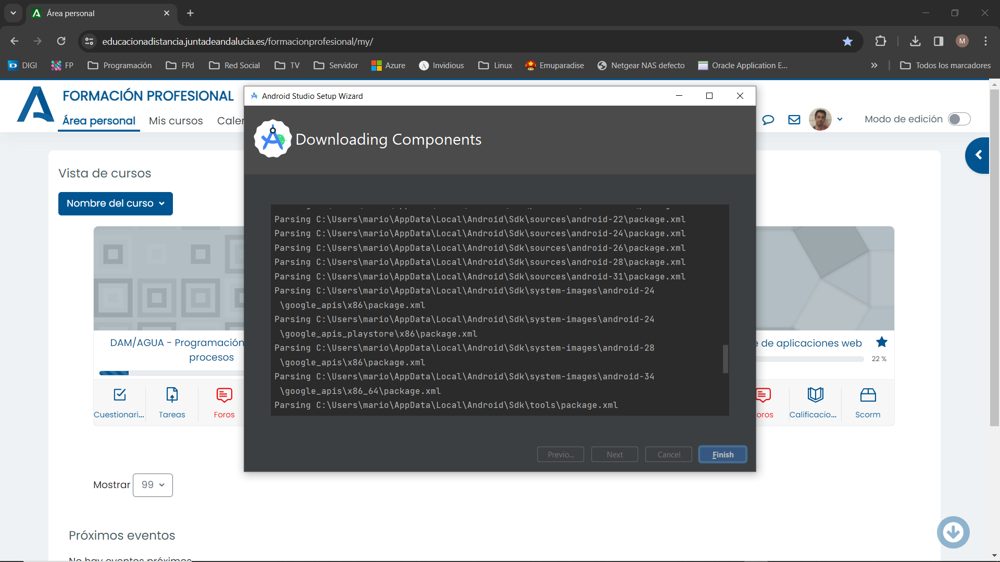 Área personal
educacionadistancia.juntadeandalucia.es/formacionprofesional/my/
M
DIGI FP Programación FPd Red Social TV Servidor Azure Invidious Linux Emuparadise Netgear NAS defecto Oracle Application E... Todos los marcadores
FORMACIÓN PROFESIONAL
Área personal Mis cursos Caler
Modo de edición
Vista de cursos
Nombre del curso
DAM/AGUA - Programación
procesos
Cuestionari... Tareas Foros
Android Studio Setup Wizard
Downloading Components
Parsing C:\Users\mario\AppData\Local\Android\Sdk\sources\android-22\package.xml
Parsing C:\Users\mario\AppData\Local\Android\Sdk\sources\android-24\package.xml
Parsing C:\Users\mario\AppData\Local\Android\Sdk\sources\android-26\package.xml
Parsing C:\Users\mario\AppData\Local\Android\Sdk\sources\android-28\package.xml
Parsing C:\Users\mario\AppData\Local\Android\Sdk\sources\android-31\package.xml
Parsing C:\Users\mario\AppData\Local\Android\Sdk\system-images\android-24
\google_apis\x86\package.xml
Parsing C:\Users\mario\AppData\Local\Android\Sdk\system-images\android-24
\google_apis_playstore\x86\package.xml
Parsing C:\Users\mario\AppData\Local\Android\Sdk\system-images\android-28
\google_apis\x86\package.xml
Parsing C:\Users\mario\AppData\Local\Android\Sdk\system-images\android-34
\google_apis\x86_64\package.xml
Parsing C:\Users\mario\AppData\Local\Android\Sdk\tools\package.xml
Previo... Next Cancel Finish
e de aplicaciones web
22 %
oros Calificacio... Scorm
Mostrar 99
Próximos eventos
No hay eventos próximos